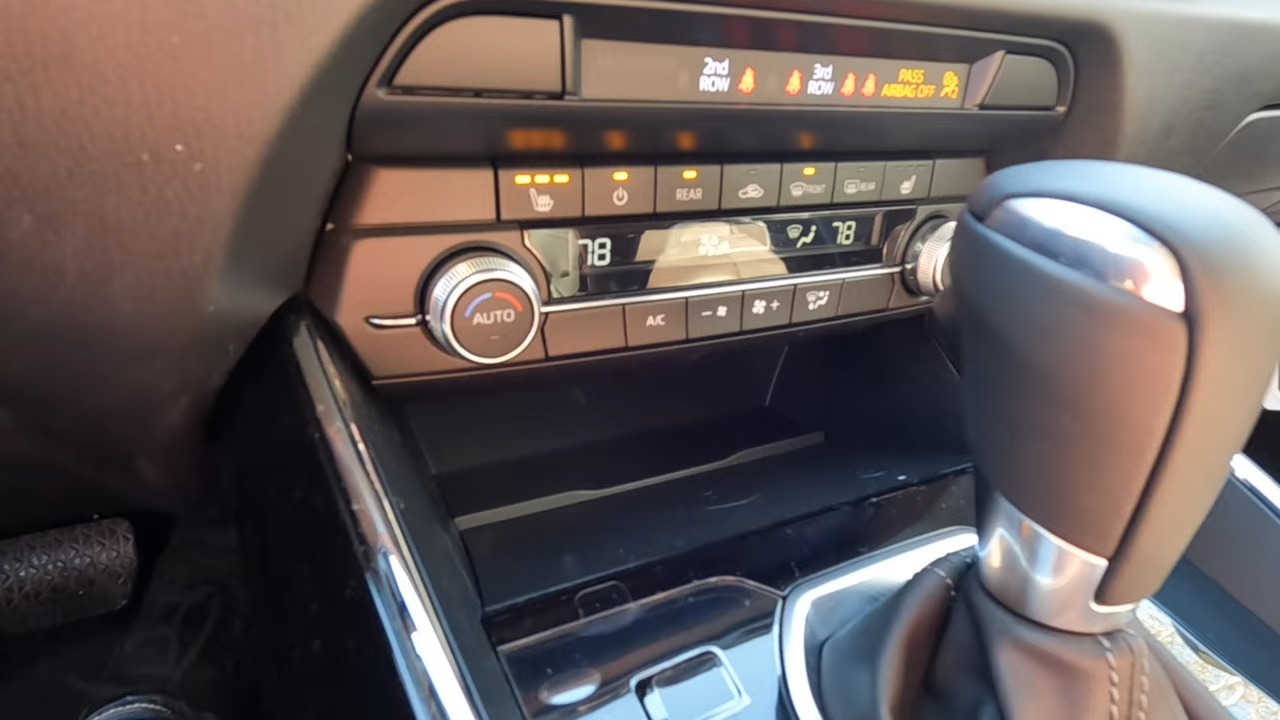 2nd
ROW
3rd
ROW
PASS
AIRBAG OFF
REAR
FRONT
REAR
78
78
AUTO
A/C